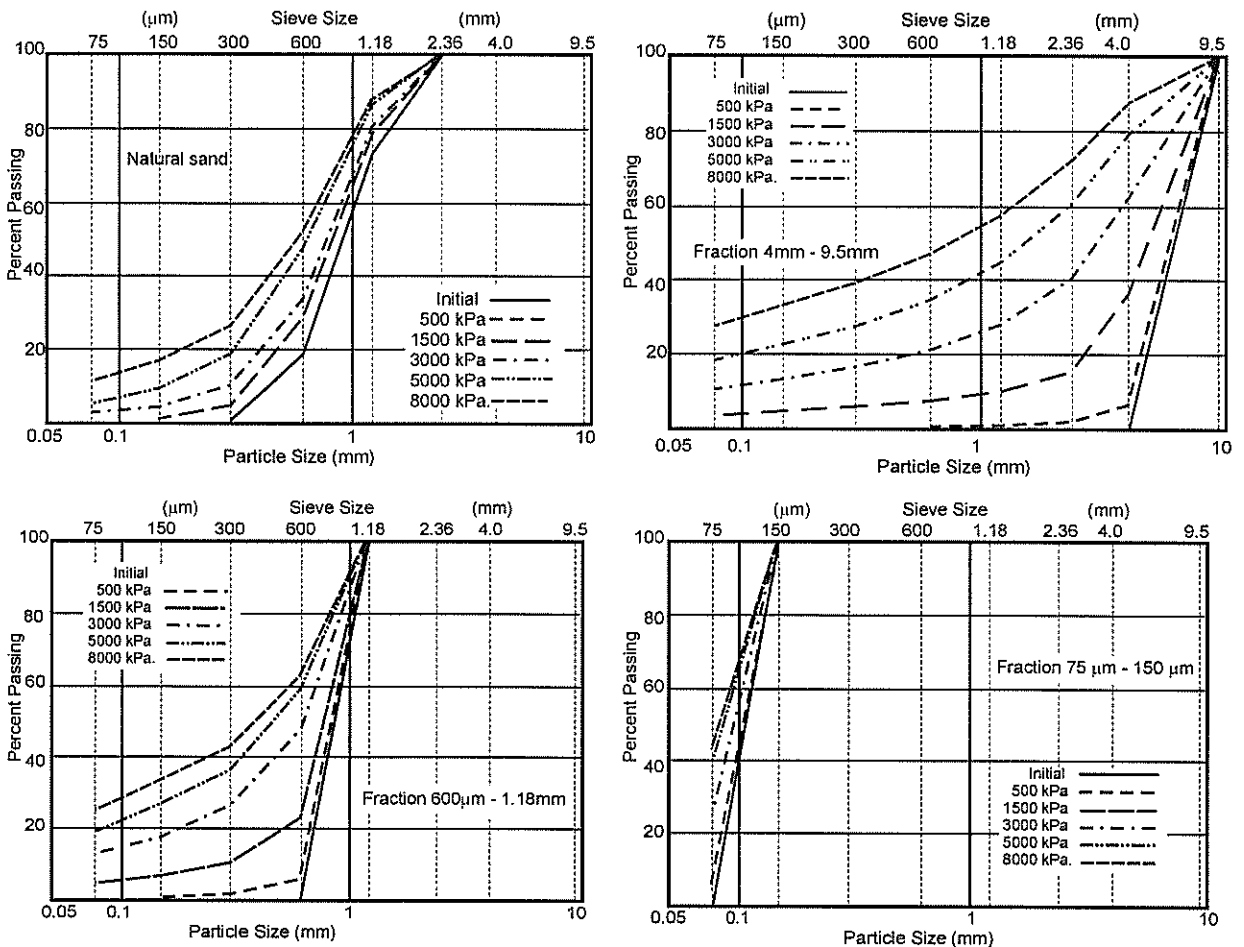 (μm) Sieve Size (mm)
75 150 300 600 1.18 2.36 4.0 9.5
100
80
60
40
20
0
Percent Passing
Natural sand
Initial
500 kPa
1500 kPa
3000 kPa
5000 kPa
8000 kPa.
0.05 0.1 1 10
Particle Size (mm)
(μm) Sieve Size (mm)
75 150 300 600 1.18 2.36 4.0 9.5
100
80
60
40
20
0
Percent Passing
Initial
500 kPa
1500 kPa
3000 kPa
5000 kPa
8000 kPa.
Fraction 4mm - 9.5mm
0.05 0.1 1 10
Particle Size (mm)
(μm) Sieve Size (mm)
75 150 300 600 1.18 2.36 4.0 9.5
100
80
60
40
20
0
Percent Passing
Initial
500 kPa
1500 kPa
3000 kPa
5000 kPa
8000 kPa.
Fraction 600μm - 1.18mm
0.05 0.1 1 10
Particle Size (mm)
(μm) Sieve Size (mm)
75 150 300 600 1.18 2.36 4.0 9.5
100
80
60
40
20
0
Percent Passing
Fraction 75 μm - 150 μm
Initial
500 kPa
1500 kPa
3000 kPa
5000 kPa
8000 kPa.
0.05 0.1 1 10
Particle Size (mm)